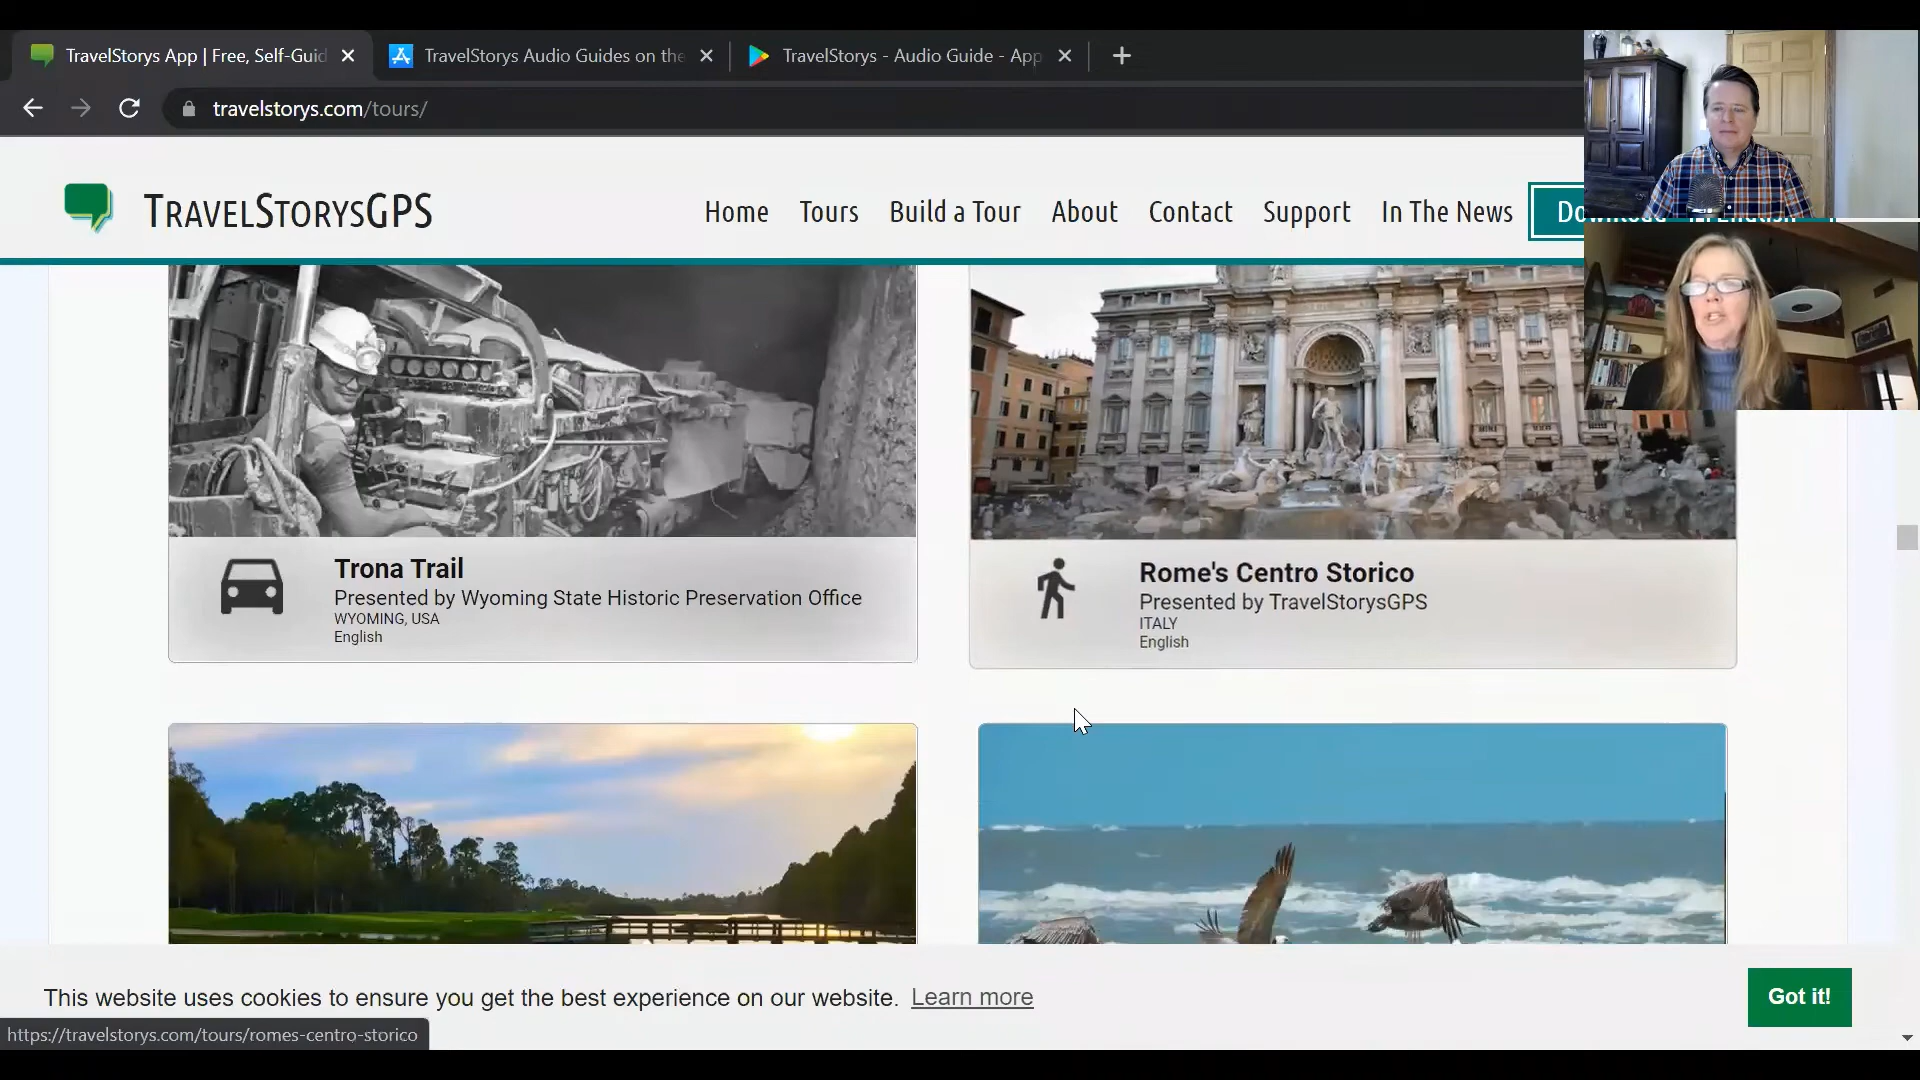 TravelStorys App | Free, Self-Guid
TravelStorys Audio Guides on the
TravelStorys - Audio Guide - App
travelstorys.com/tours/
TRAVELSTORYSGPS
Home
Tours
Build a Tour
About
Contact
Support
In The News
Trona Trail
Presented by Wyoming State Historic Preservation Office
WYOMING, USA
English
Rome's Centro Storico
Presented by TravelStorysGPS
ITALY
English
This website uses cookies to ensure you get the best experience on our website. Learn more
Got it!
https://travelstorys.com/tours/romes-centro-storico